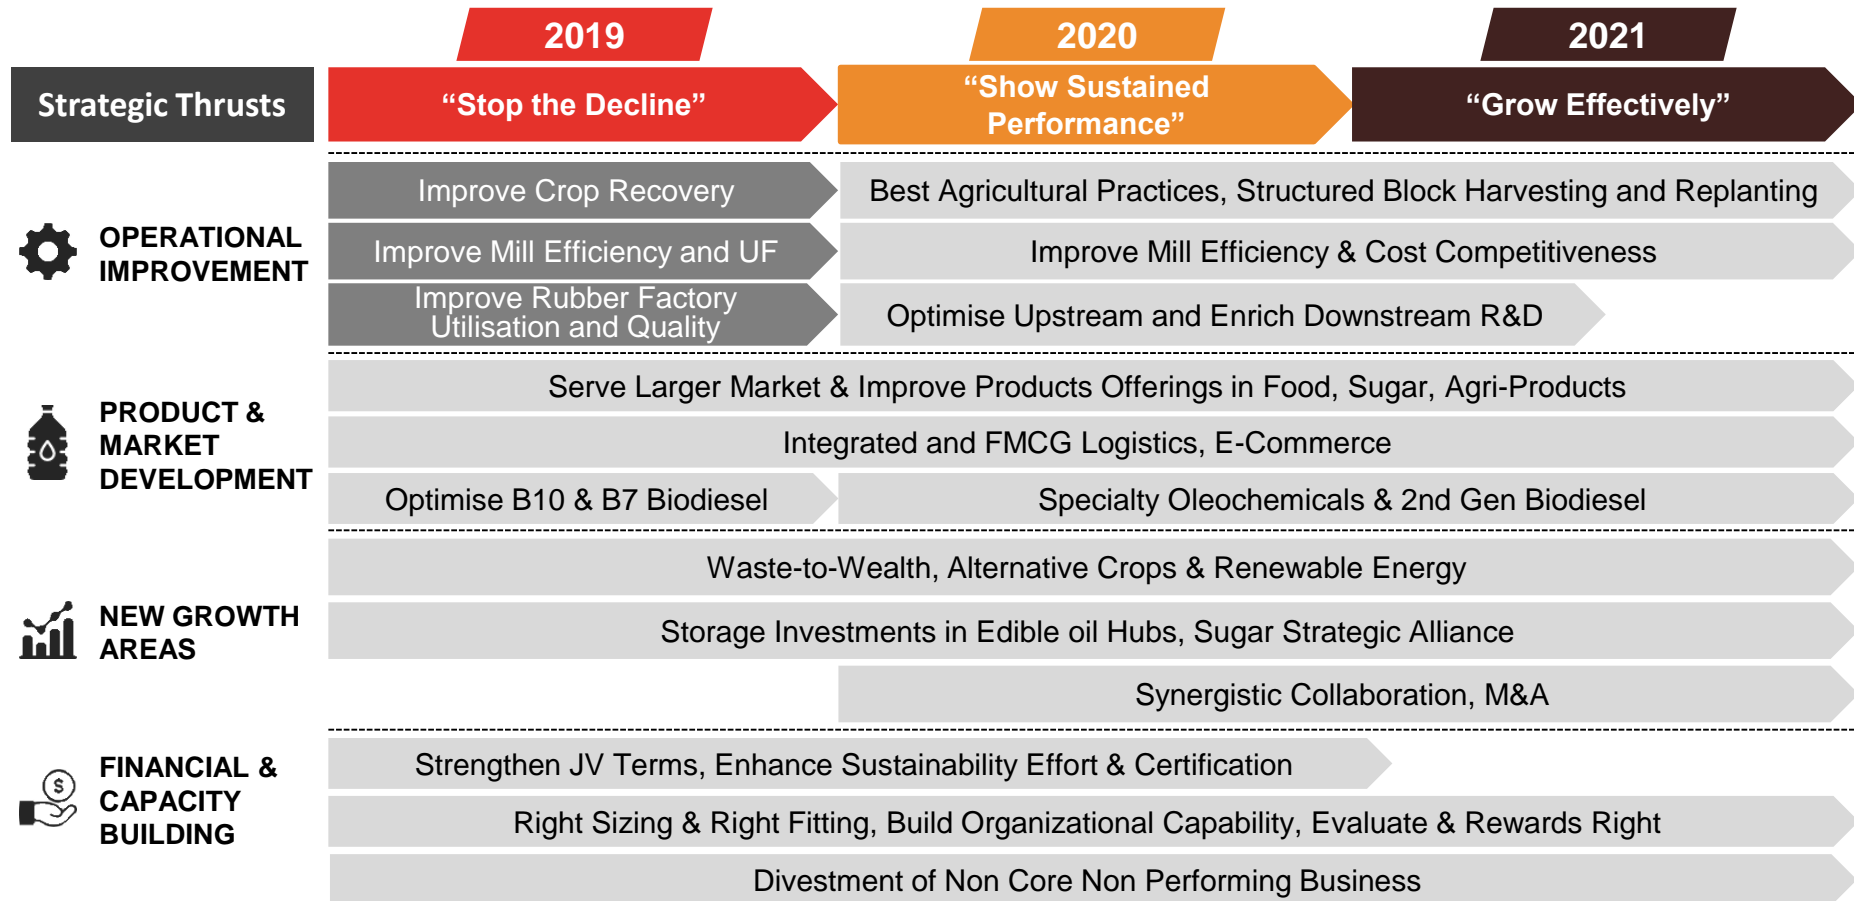 2019
2020
2021
Strategic Thrusts
“Stop the Decline”
“Show Sustained
Performance”
“Grow Effectively”
OPERATIONAL
IMPROVEMENT
Improve Crop Recovery
Best Agricultural Practices, Structured Block Harvesting and Replanting
Improve Mill Efficiency and UF
Improve Mill Efficiency & Cost Competitiveness
Improve Rubber Factory
Utilisation and Quality
Optimise Upstream and Enrich Downstream R&D
PRODUCT &
MARKET
DEVELOPMENT
Serve Larger Market & Improve Products Offerings in Food, Sugar, Agri-Products
Integrated and FMCG Logistics, E-Commerce
Optimise B10 & B7 Biodiesel
Specialty Oleochemicals & 2nd Gen Biodiesel
NEW GROWTH
AREAS
Waste-to-Wealth, Alternative Crops & Renewable Energy
Storage Investments in Edible oil Hubs, Sugar Strategic Alliance
Synergistic Collaboration, M&A
$
FINANCIAL &
CAPACITY
BUILDING
Strengthen JV Terms, Enhance Sustainability Effort & Certification
Right Sizing & Right Fitting, Build Organizational Capability, Evaluate & Rewards Right
Divestment of Non Core Non Performing Business